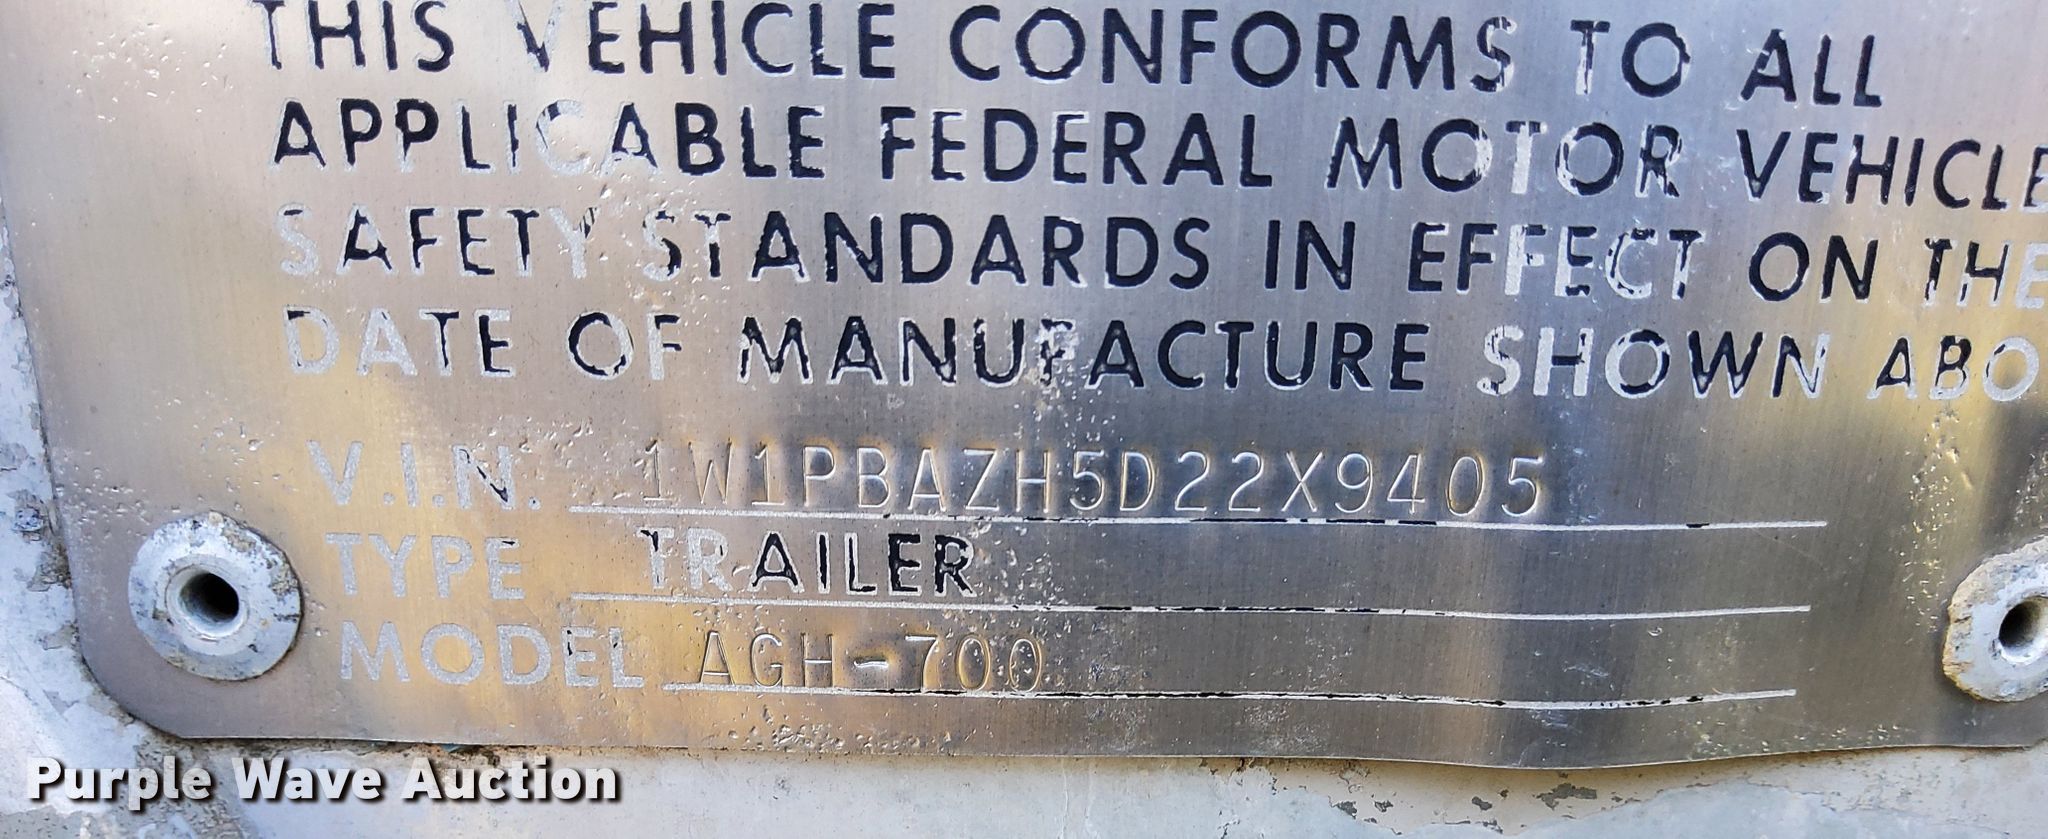 THIS VEHICLE CONFORMS TO ALL
APPLICABLE FEDERAL MOTOR VEHICLE
SAFETY STANDARDS IN EFFECT ON THE
DATE OF MANUFACTURE SHOWN ABO
V.I.N. 1W1PBAZH5D22X9405
TYPE TRAILER
MODEL AGH-700
Purple Wave Auction